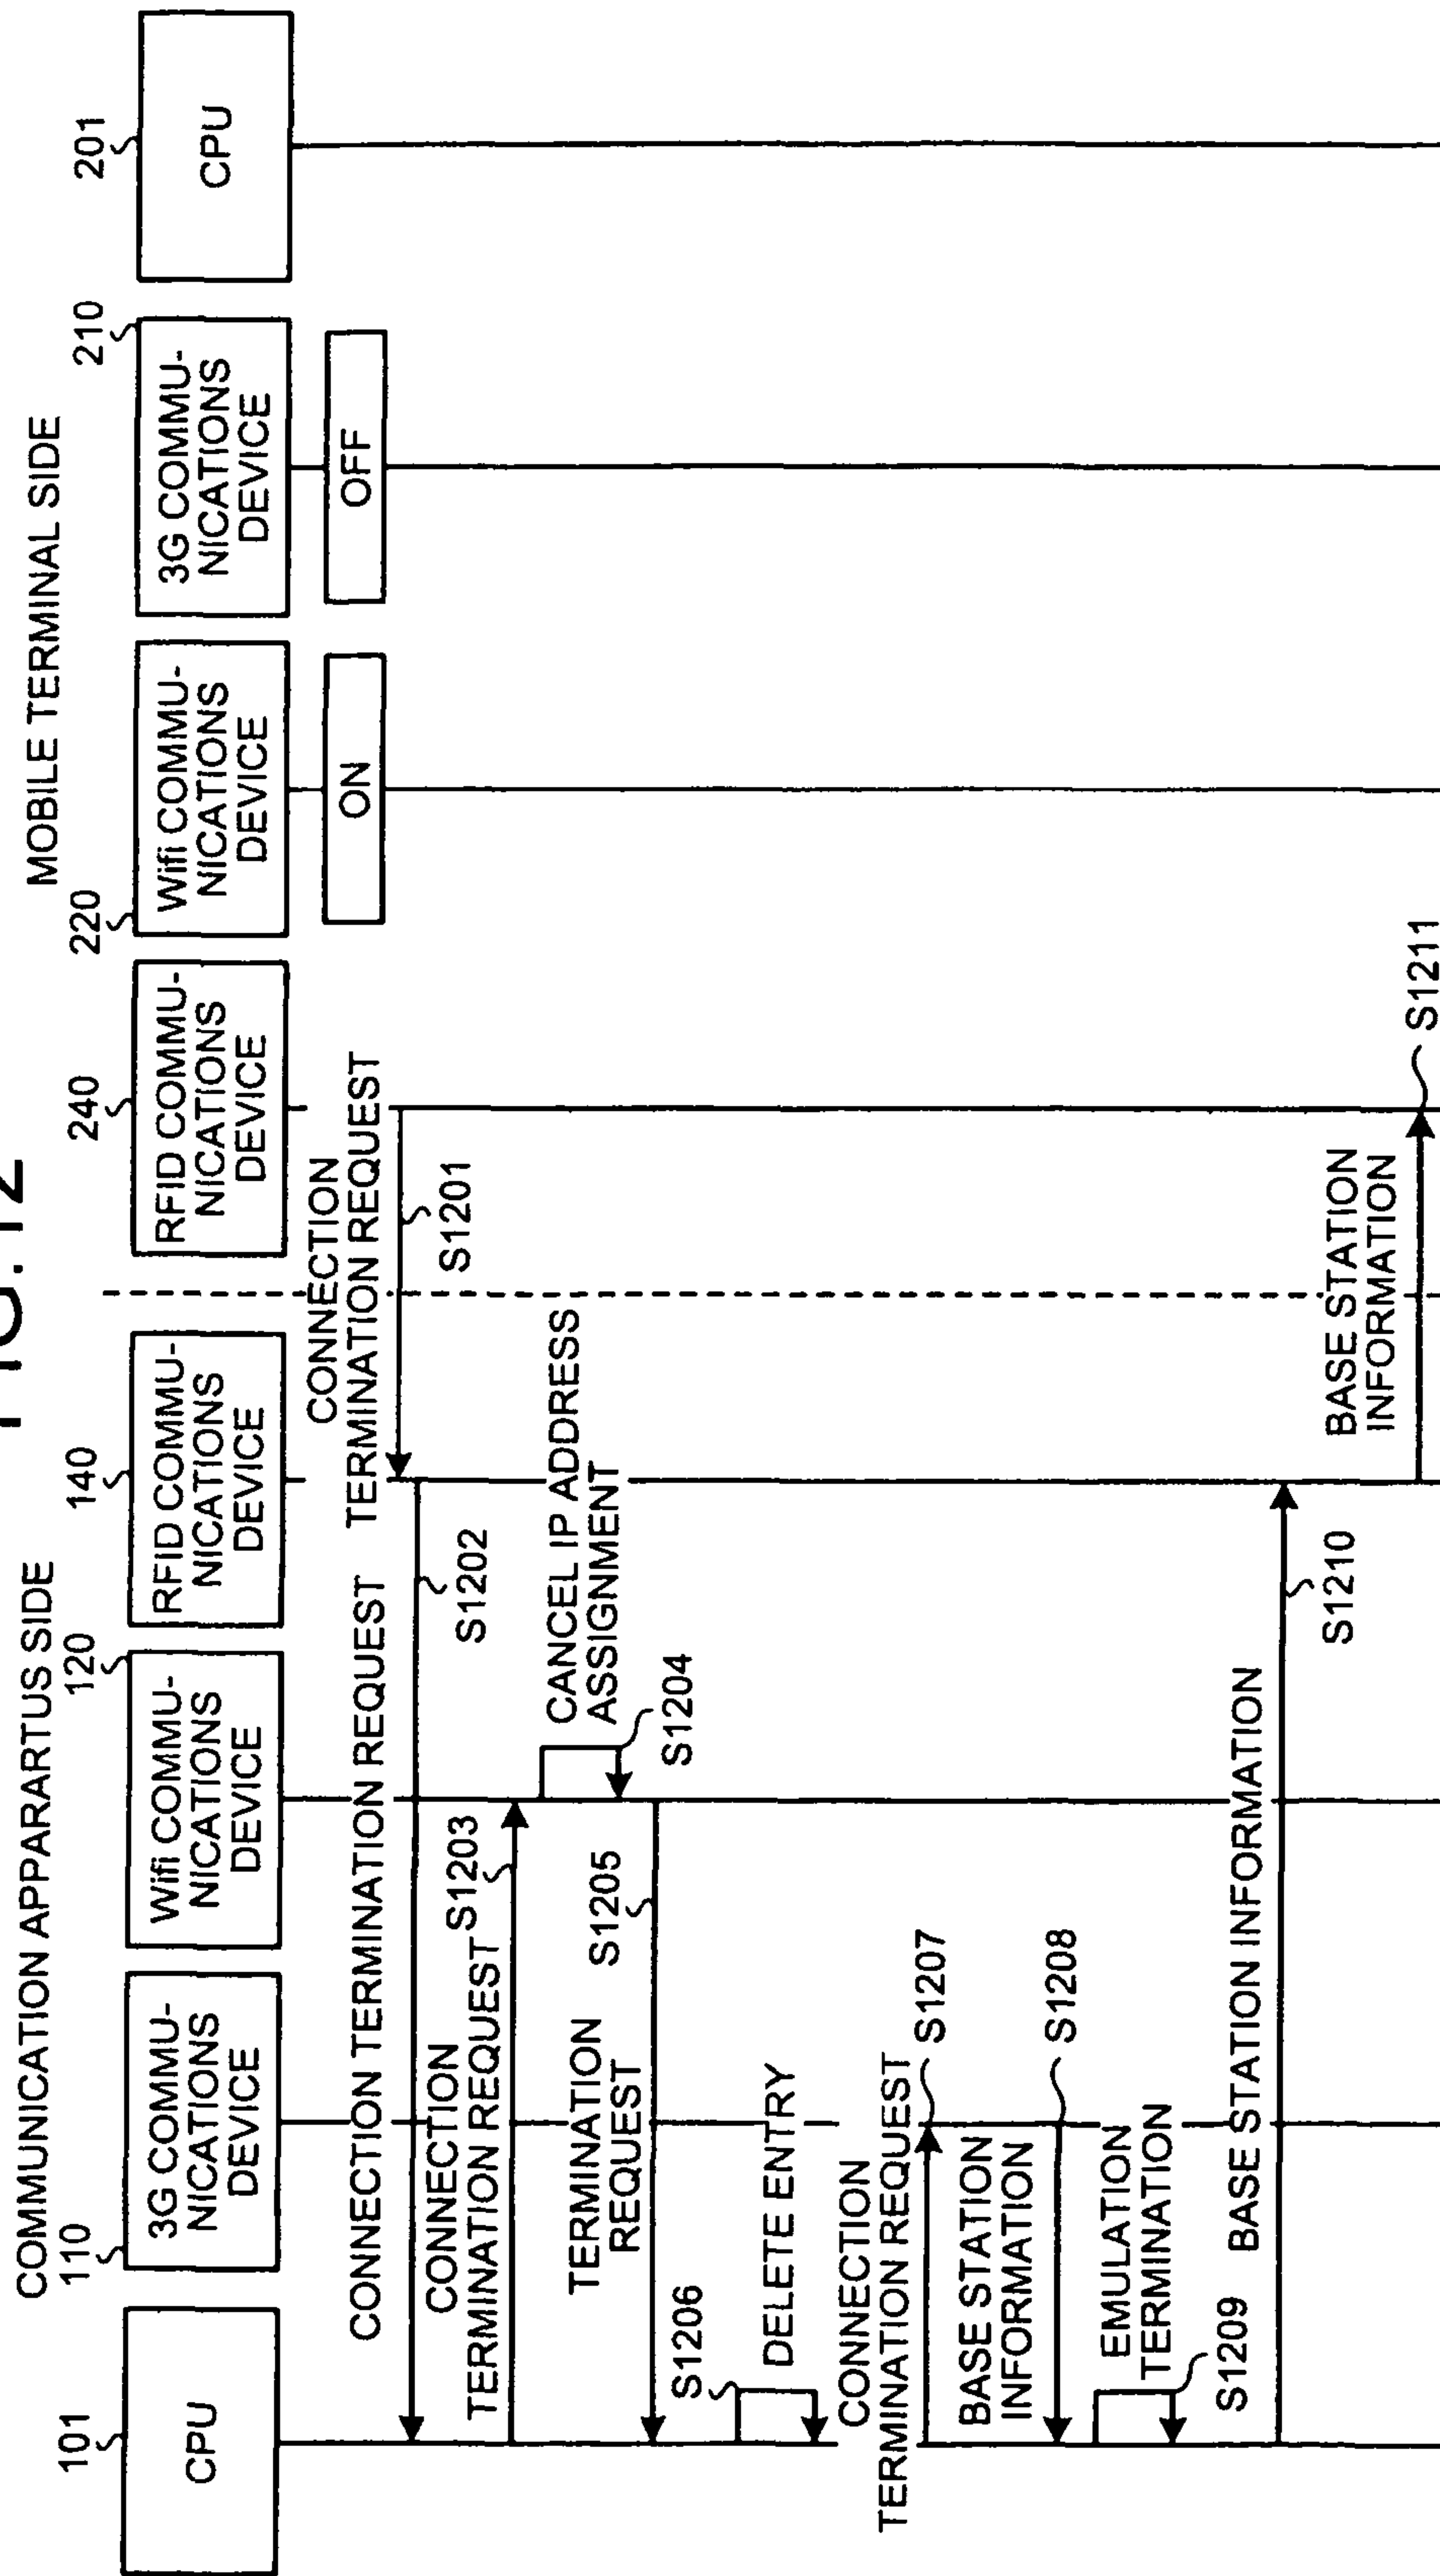 FIG.12
COMMUNICATION APPARARTUS SIDE
MOBILE TERMINAL SIDE
101
110
120
140
240
220
210
201
CPU
3G COMMU-
NICATIONS
DEVICE
Wifi COMMU-
NICATIONS
DEVICE
RFID COMMU-
NICATIONS
DEVICE
RFID COMMU-
NICATIONS
DEVICE
Wifi COMMU-
NICATIONS
DEVICE
3G COMMU-
NICATIONS
DEVICE
CPU
ON
OFF
CONNECTION
TERMINATION REQUEST
S1201
CONNECTION TERMINATION REQUEST
S1202
CONNECTION
TERMINATION REQUEST
S1203
CANCEL IP ADDRESS
ASSIGNMENT
S1204
TERMINATION
REQUEST
S1205
S1206
DELETE ENTRY
CONNECTION
TERMINATION REQUEST
S1207
BASE STATION
INFORMATION
S1208
EMULATION
TERMINATION
S1209
BASE STATION INFORMATION
S1210
BASE STATION
INFORMATION
S1211